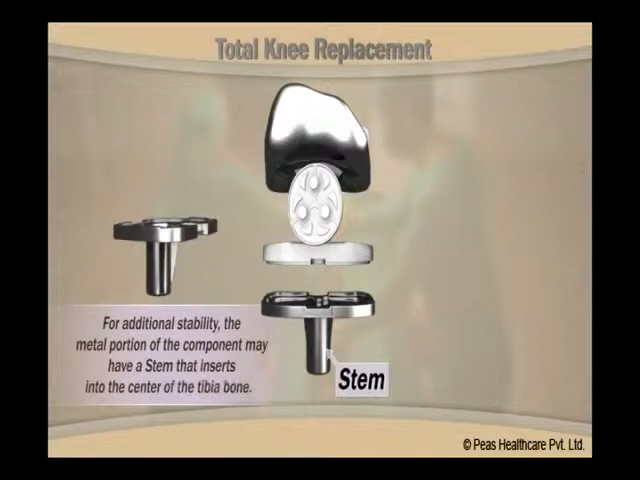 Total Knee Replacement
For additional stability, the
metal portion of the component may
have a Stem that inserts
into the center of the tibia bone.
Stem
© Peas Healthcare Pvt. Ltd.